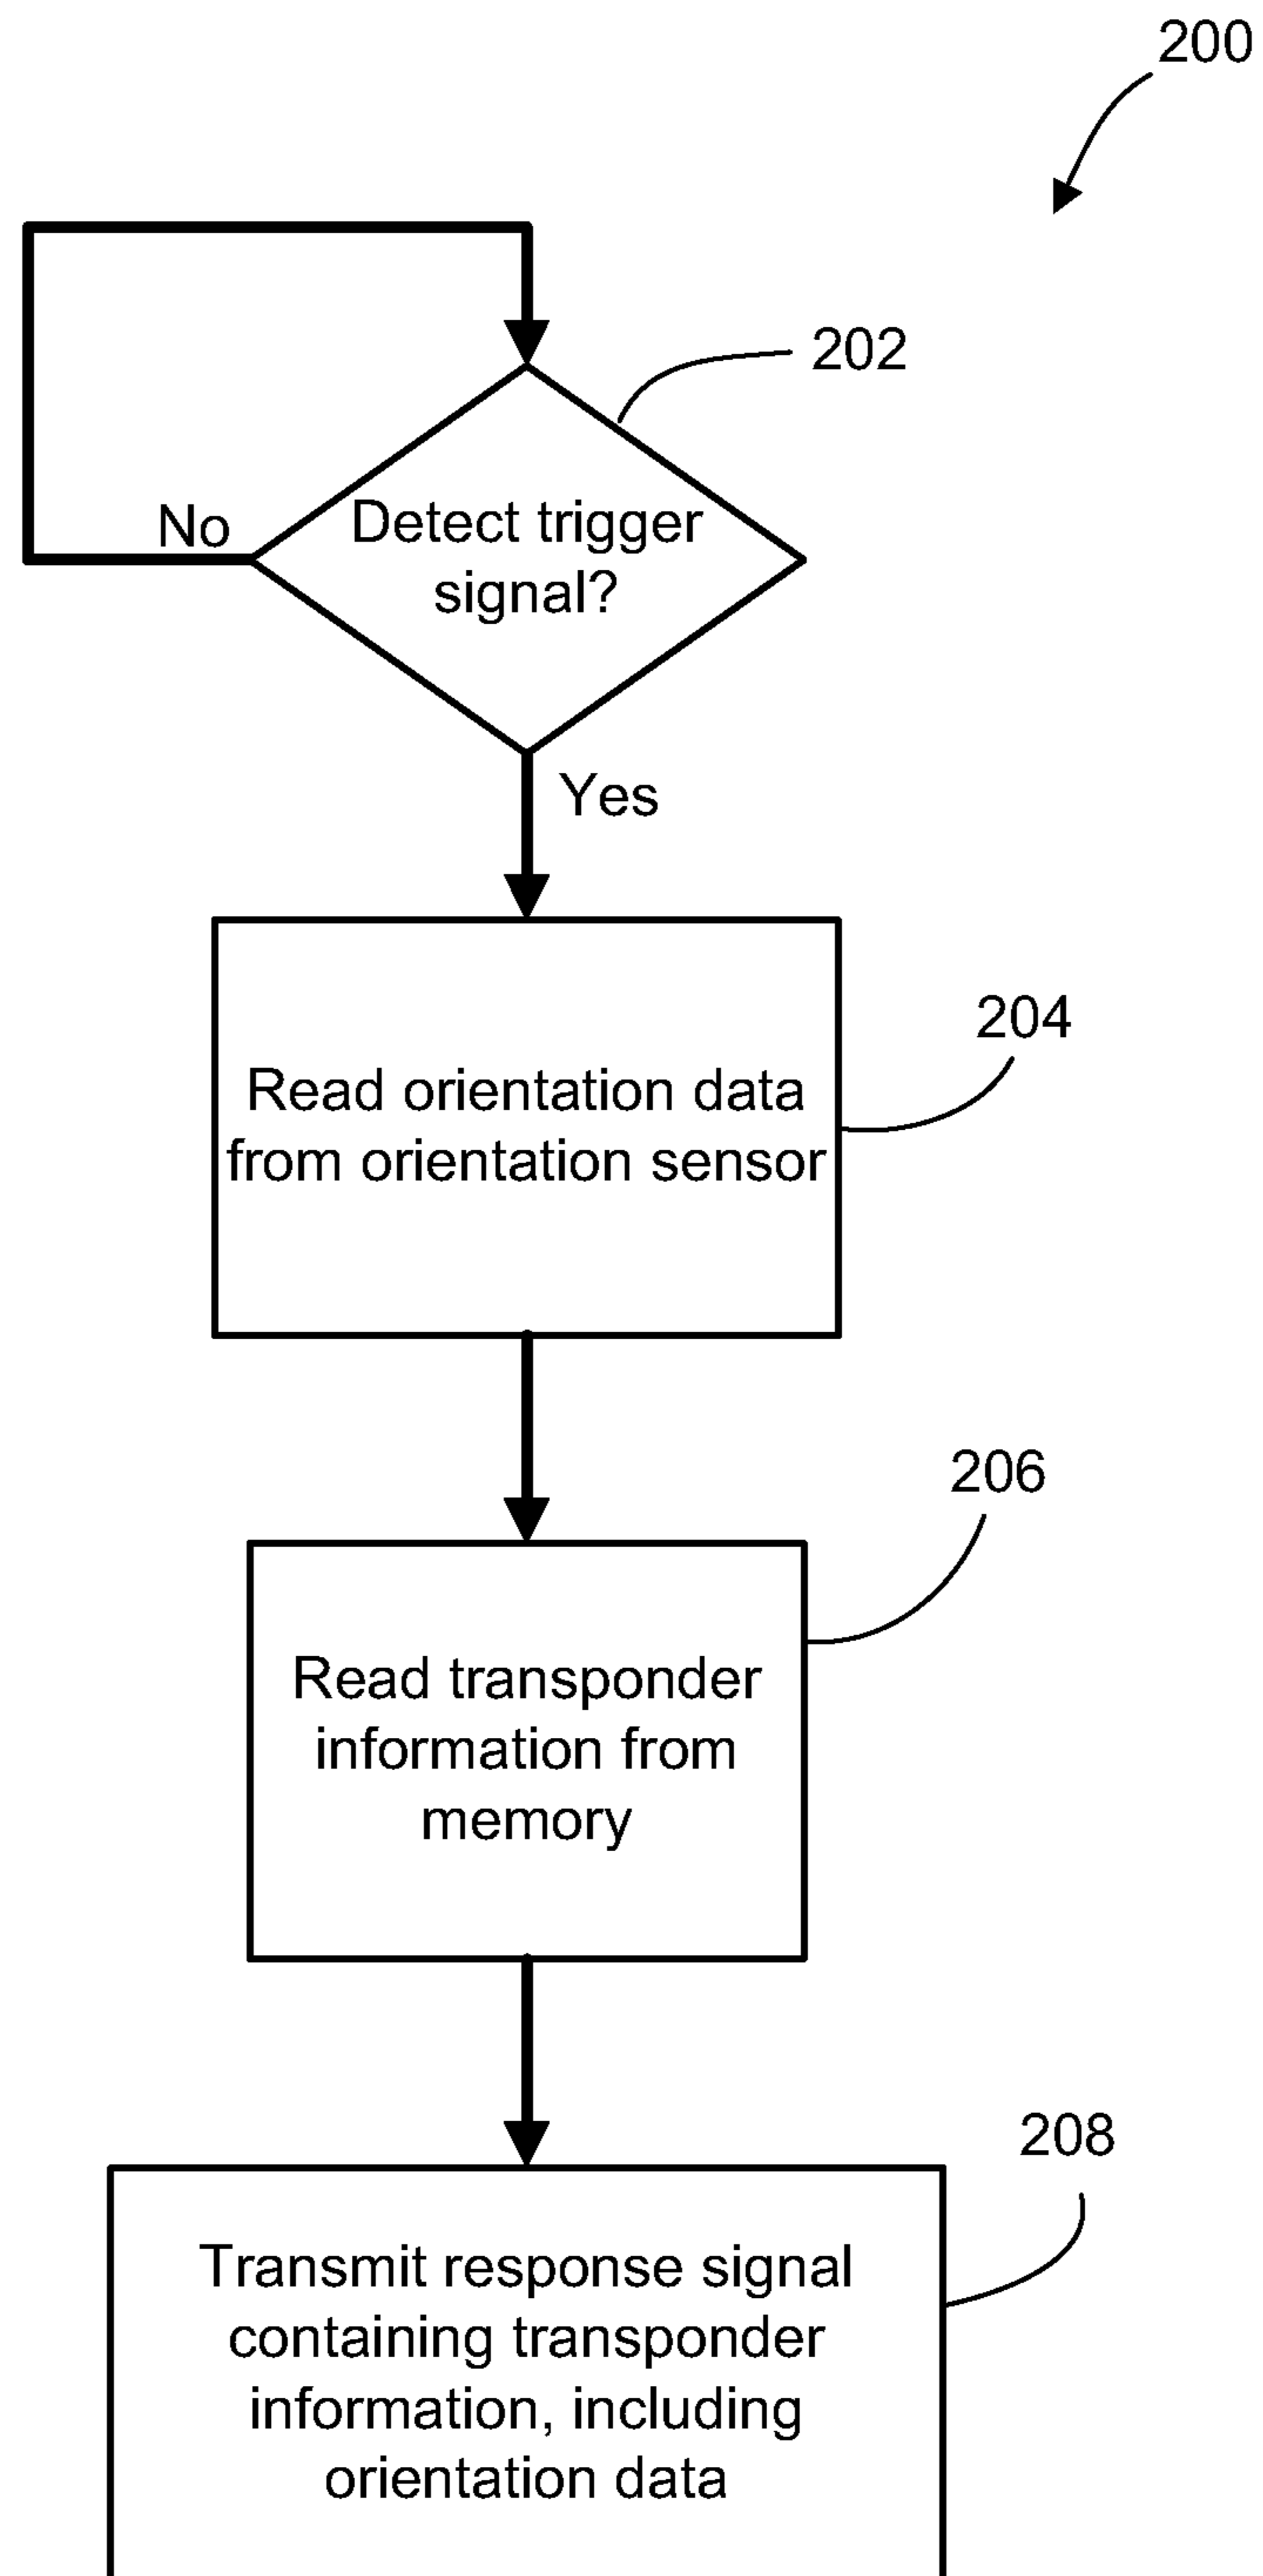 200
202
No
Detect trigger
signal?
Yes
204
Read orientation data
from orientation sensor
206
Read transponder
information from
memory
208
Transmit response signal
containing transponder
information, including
orientation data